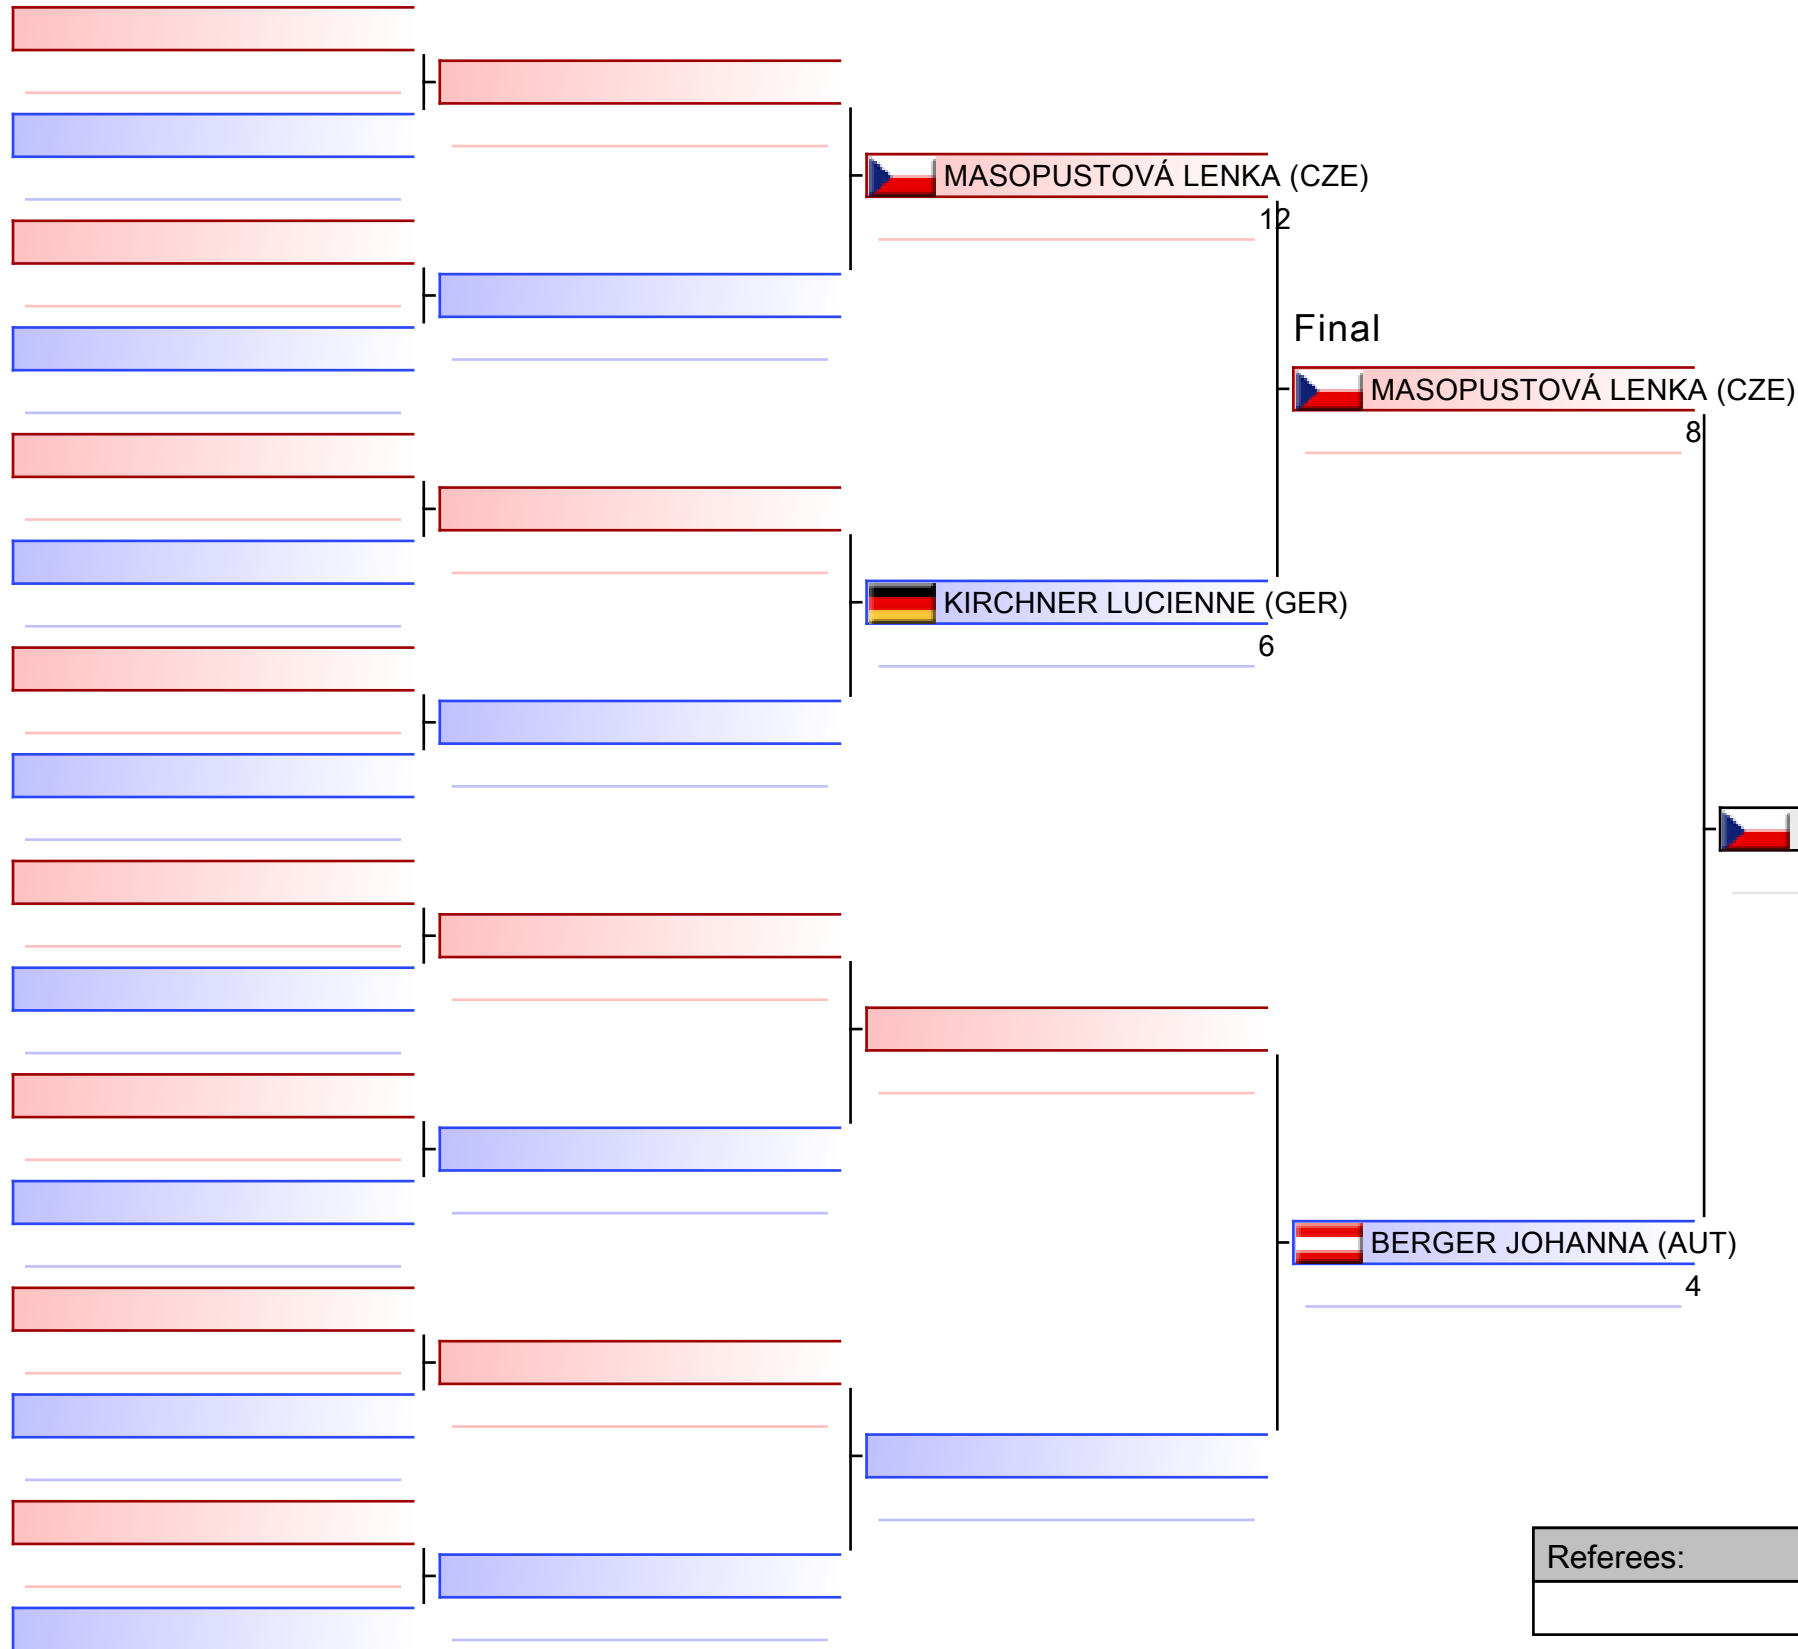 MASOPUSTOVÁ LENKA (CZE)
12
Final
MASOPUSTOVÁ LENKA (CZE)
8
KIRCHNER LUCIENNE (GER)
6
BERGER JOHANNA (AUT)
4
Referees: